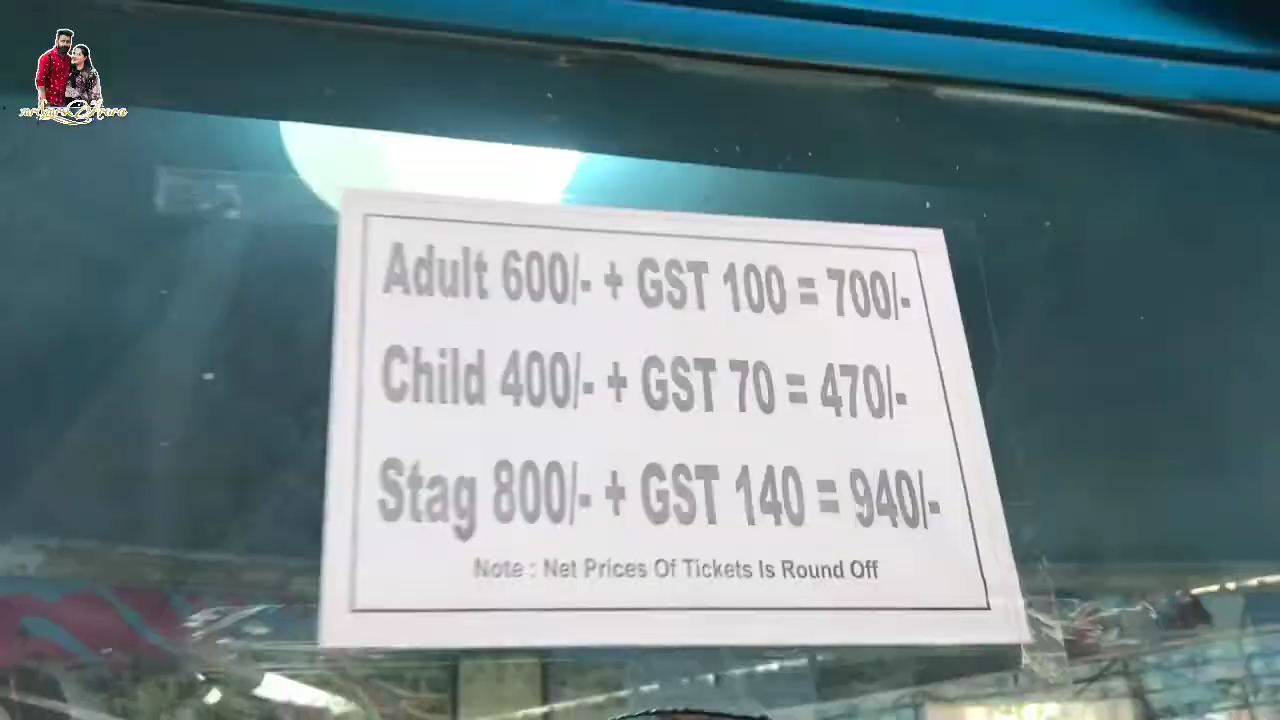 Adult 600/- + GST 100 = 700/-
Child 400/- + GST 70 = 470/-
Stag 800/- + GST 140 = 940/-
Note : Net Prices Of Tickets Is Round Off